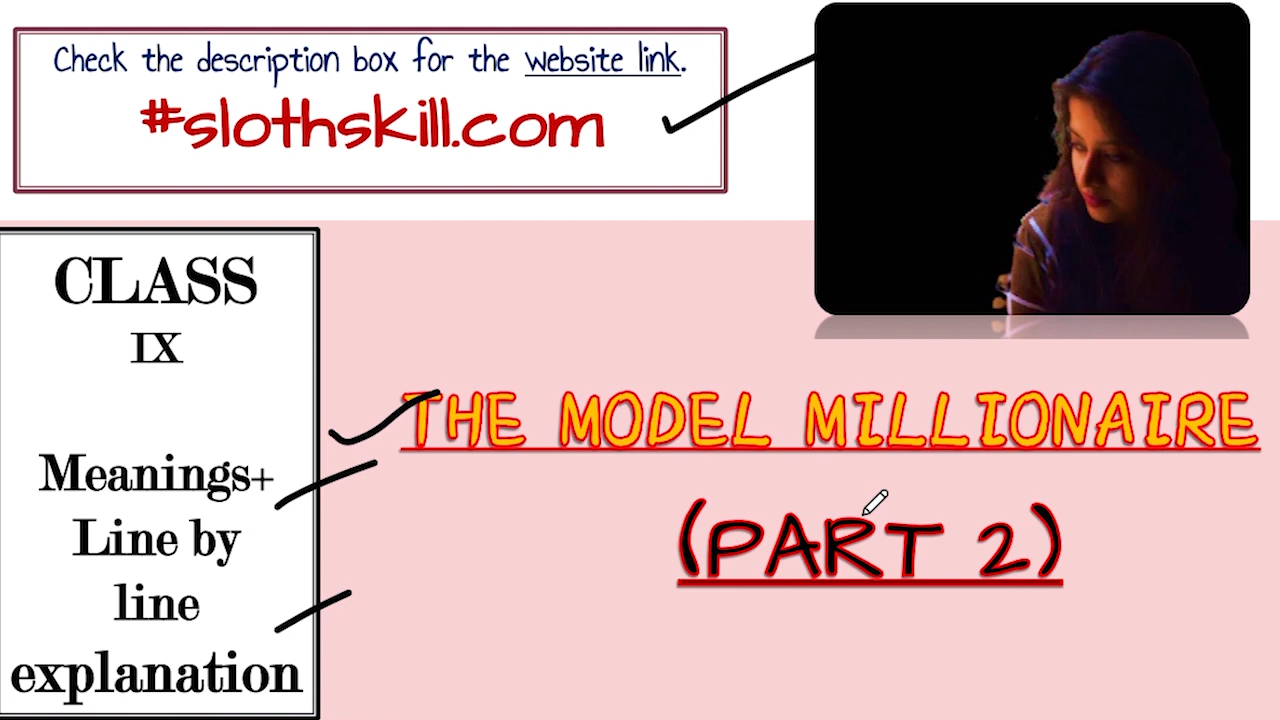 Check the description box for the website link.
#slothskill.com
CLASS
IX
Meanings+
Line by
line
explanation
THE MODEL MILLIONAIRE
(PART 2)